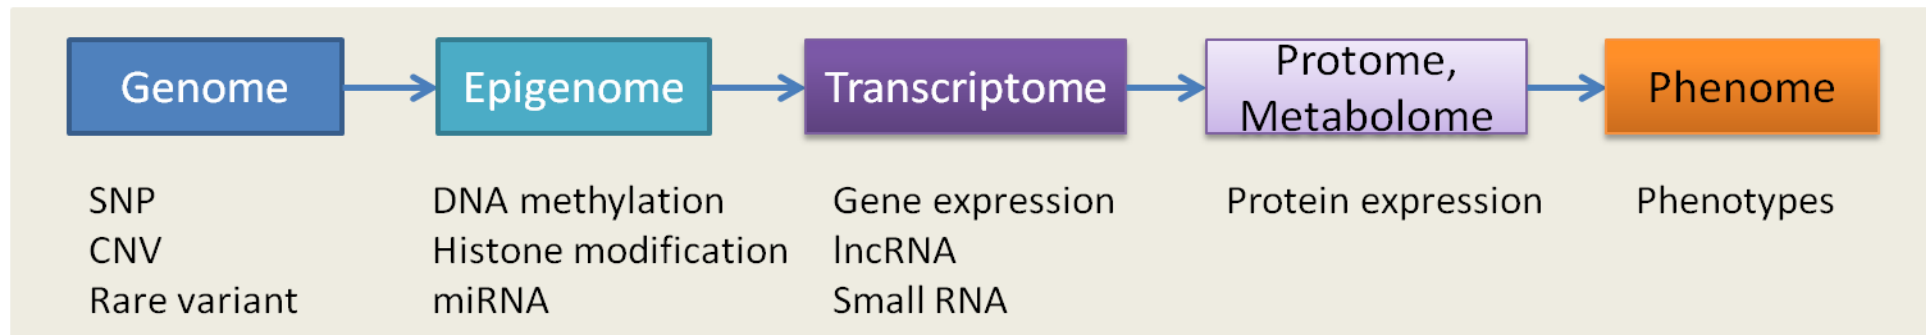 Genome
Epigenome
Transcriptome
Protome,
Metabolome
Phenome
SNP
CNV
Rare variant
DNA methylation
Histone modification
miRNA
Gene expression
lncRNA
Small RNA
Protein expression
Phenotypes